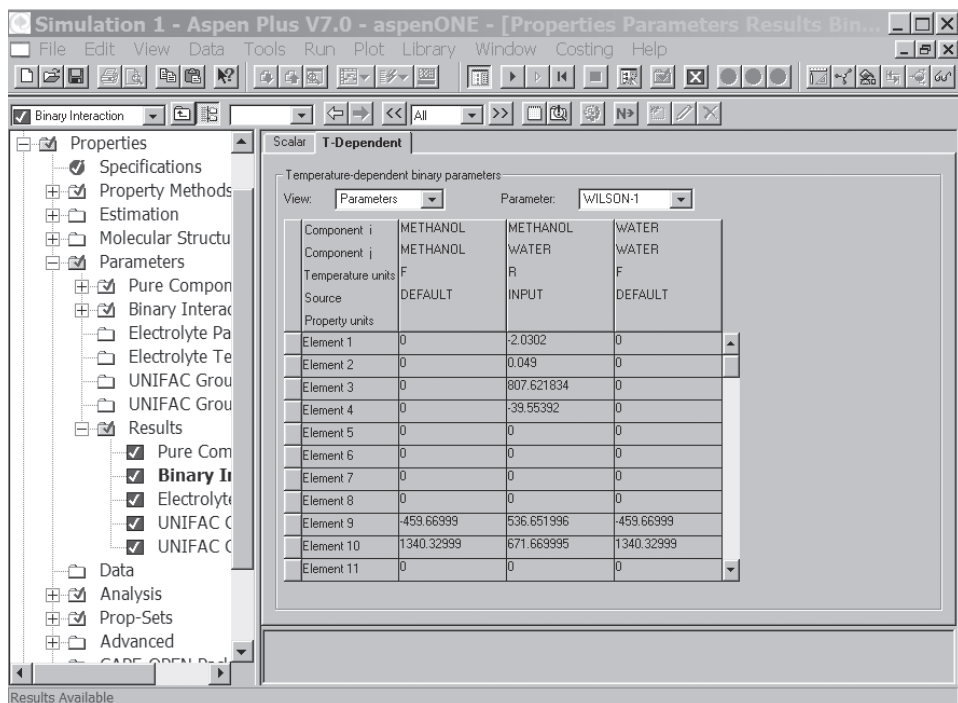 Simulation 1 - Aspen Plus V7.0 - aspenONE - [Properties Parameters Results Bin...
File Edit View Data Tools Run Plot Library Window Costing Help
Binary Interaction All N>
Properties
Specifications
Property Methods
Estimation
Molecular Structu
Parameters
Pure Compon
Binary Interac
Electrolyte Pa
Electrolyte Te
UNIFAC Grou
UNIFAC Grou
Results
Pure Com
Binary In
Electrolyte
UNIFAC G
UNIFAC G
Data
Analysis
Prop-Sets
Advanced
Results Available
Scalar T-Dependent
Temperature-dependent binary parameters
View: Parameters Parameter: WILSON-1
Component i METHANOL METHANOL WATER
Component j METHANOL WATER WATER
Temperature units F R F
Source DEFAULT INPUT DEFAULT
Property units
Element 1 0 -2.0302 0
Element 2 0 0.049 0
Element 3 0 807.621834 0
Element 4 0 -39.55392 0
Element 5 0 0 0
Element 6 0 0 0
Element 7 0 0 0
Element 8 0 0 0
Element 9 -459.66999 536.651996 -459.66999
Element 10 1340.32999 671.669995 1340.32999
Element 11 0 0 0